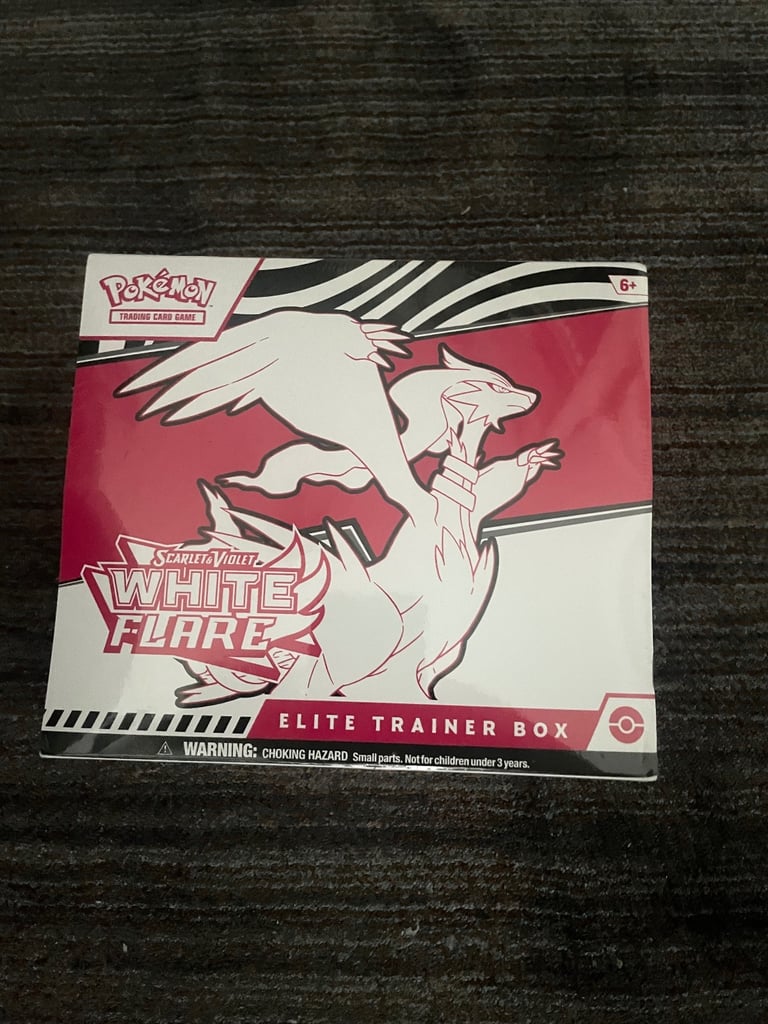 POKéMON
TRADING CARD GAME
6+
SCARLET & VIOLET
WHITE
FLARE
ELITE TRAINER BOX
WARNING: CHOKING HAZARD Small parts. Not for children under 3 years.